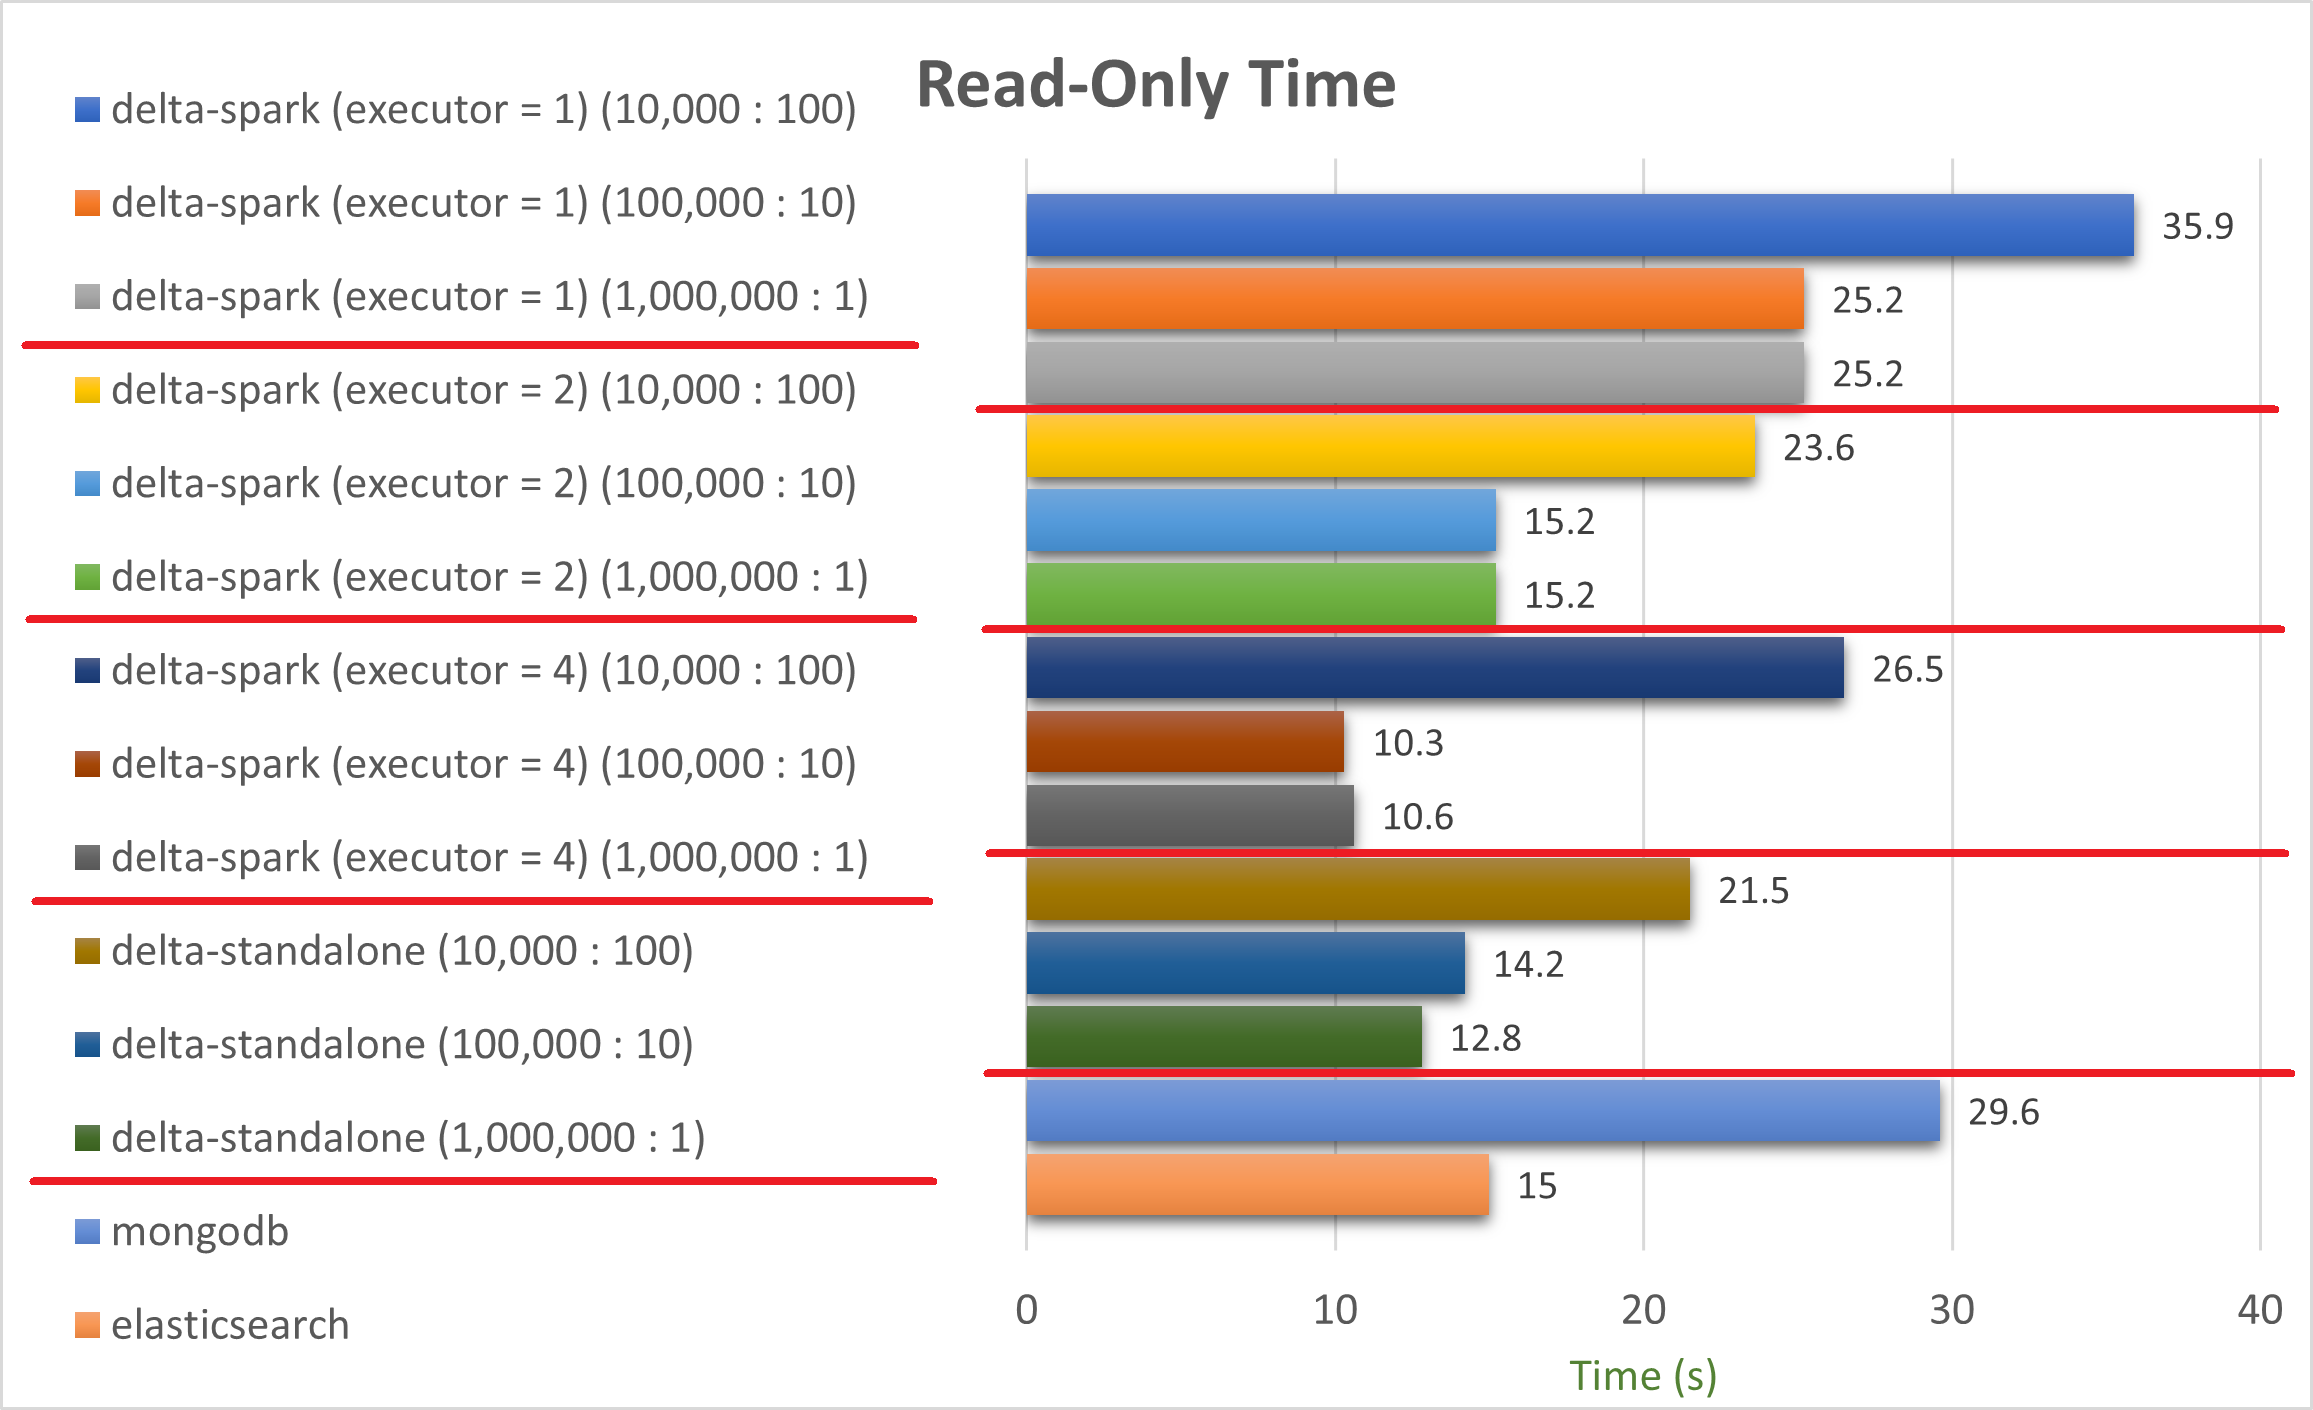 Read-Only Time
delta-spark (executor = 1) (10,000 : 100)
delta-spark (executor = 1) (100,000 : 10)
delta-spark (executor = 1) (1,000,000 : 1)
delta-spark (executor = 2) (10,000 : 100)
delta-spark (executor = 2) (100,000 : 10)
delta-spark (executor = 2) (1,000,000 : 1)
delta-spark (executor = 4) (10,000 : 100)
delta-spark (executor = 4) (100,000 : 10)
delta-spark (executor = 4) (1,000,000 : 1)
delta-standalone (10,000 : 100)
delta-standalone (100,000 : 10)
delta-standalone (1,000,000 : 1)
mongodb
elasticsearch
35.9
25.2
25.2
23.6
15.2
15.2
26.5
10.3
10.6
21.5
14.2
12.8
29.6
15
0 10 20 30 40
Time (s)